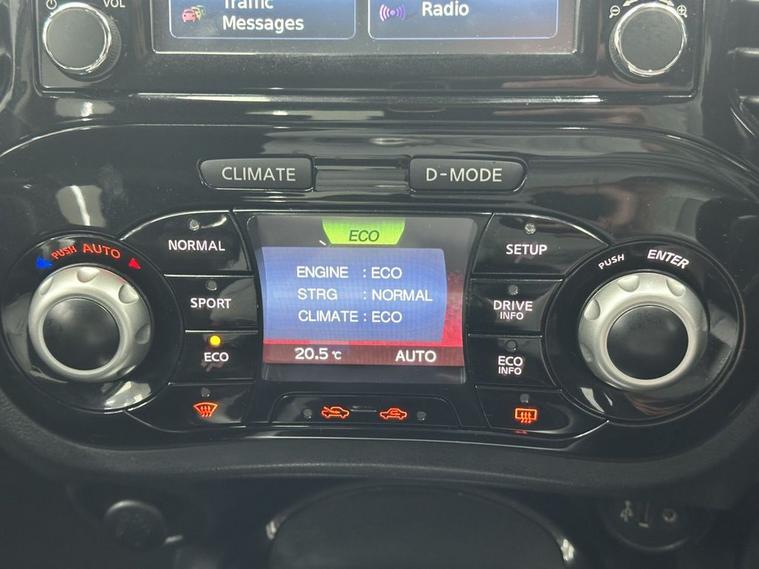 VOL
Traffic
Messages
Radio
CLIMATE
D-MODE
NORMAL
SPORT
ECO
PUSH AUTO
ECO
ENGINE : ECO
STRG : NORMAL
CLIMATE : ECO
20.5 °C AUTO
SETUP
DRIVE
INFO
ECO
INFO
PUSH ENTER